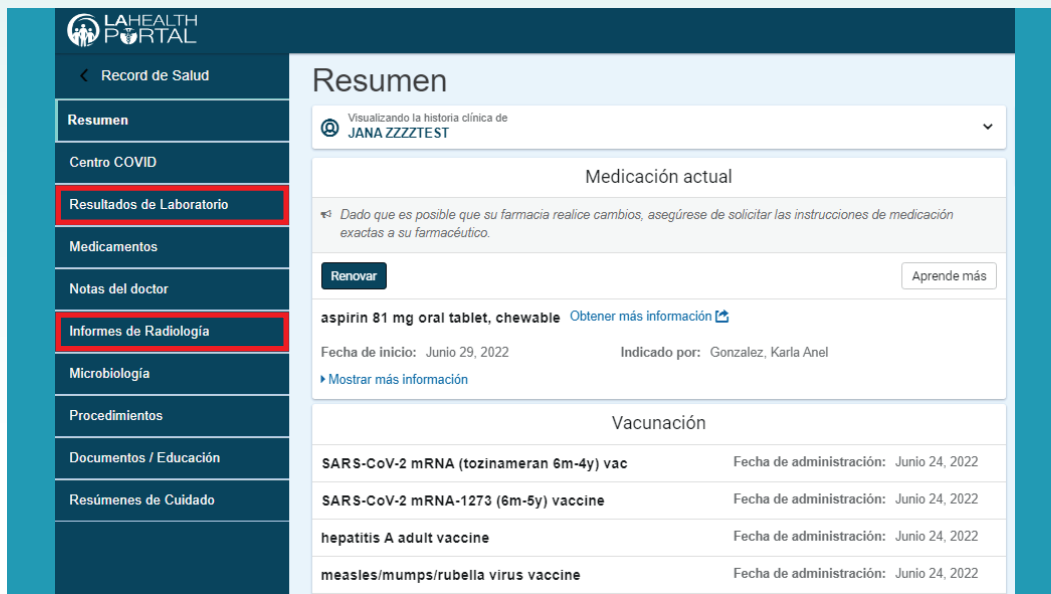 LAHEALTH
PORTAL
Record de Salud
Resumen
Centro COVID
Resultados de Laboratorio
Medicamentos
Notas del doctor
Informes de Radiología
Microbiología
Procedimientos
Documentos / Educación
Resúmenes de Cuidado
Resumen
Visualizando la historia clínica de
JANA ZZZZTEST
Medicación actual
Dado que es posible que su farmacia realice cambios, asegúrese de solicitar las instrucciones de medicación
exactas a su farmacéutico.
Renovar Aprende más
aspirin 81 mg oral tablet, chewable Obtener más información
Fecha de inicio: Junio 29, 2022 Indicado por: Gonzalez, Karla Anel
Mostrar más información
Vacunación
SARS-CoV-2 mRNA (tozinameran 6m-4y) vac Fecha de administración: Junio 24, 2022
SARS-CoV-2 mRNA-1273 (6m-5y) vaccine Fecha de administración: Junio 24, 2022
hepatitis A adult vaccine Fecha de administración: Junio 24, 2022
measles/mumps/rubella virus vaccine Fecha de administración: Junio 24, 2022